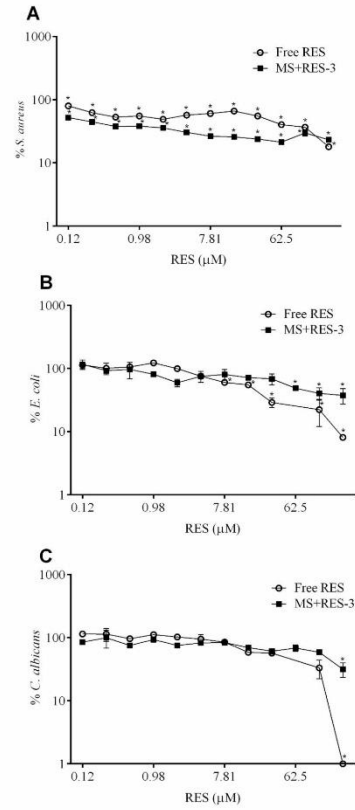 A
1000
Free RES
MS+RES-3
100
% S. aureus
10
1
0.12 0.98 7.81 62.5
RES (μM)
B
1000
Free RES
MS+RES-3
100
% E. coli
10
1
0.12 0.98 7.81 62.5
RES (μM)
C
1000
Free RES
MS+RES-3
100
% C. albicans
10
1
0.12 0.98 7.81 62.5
RES (μM)